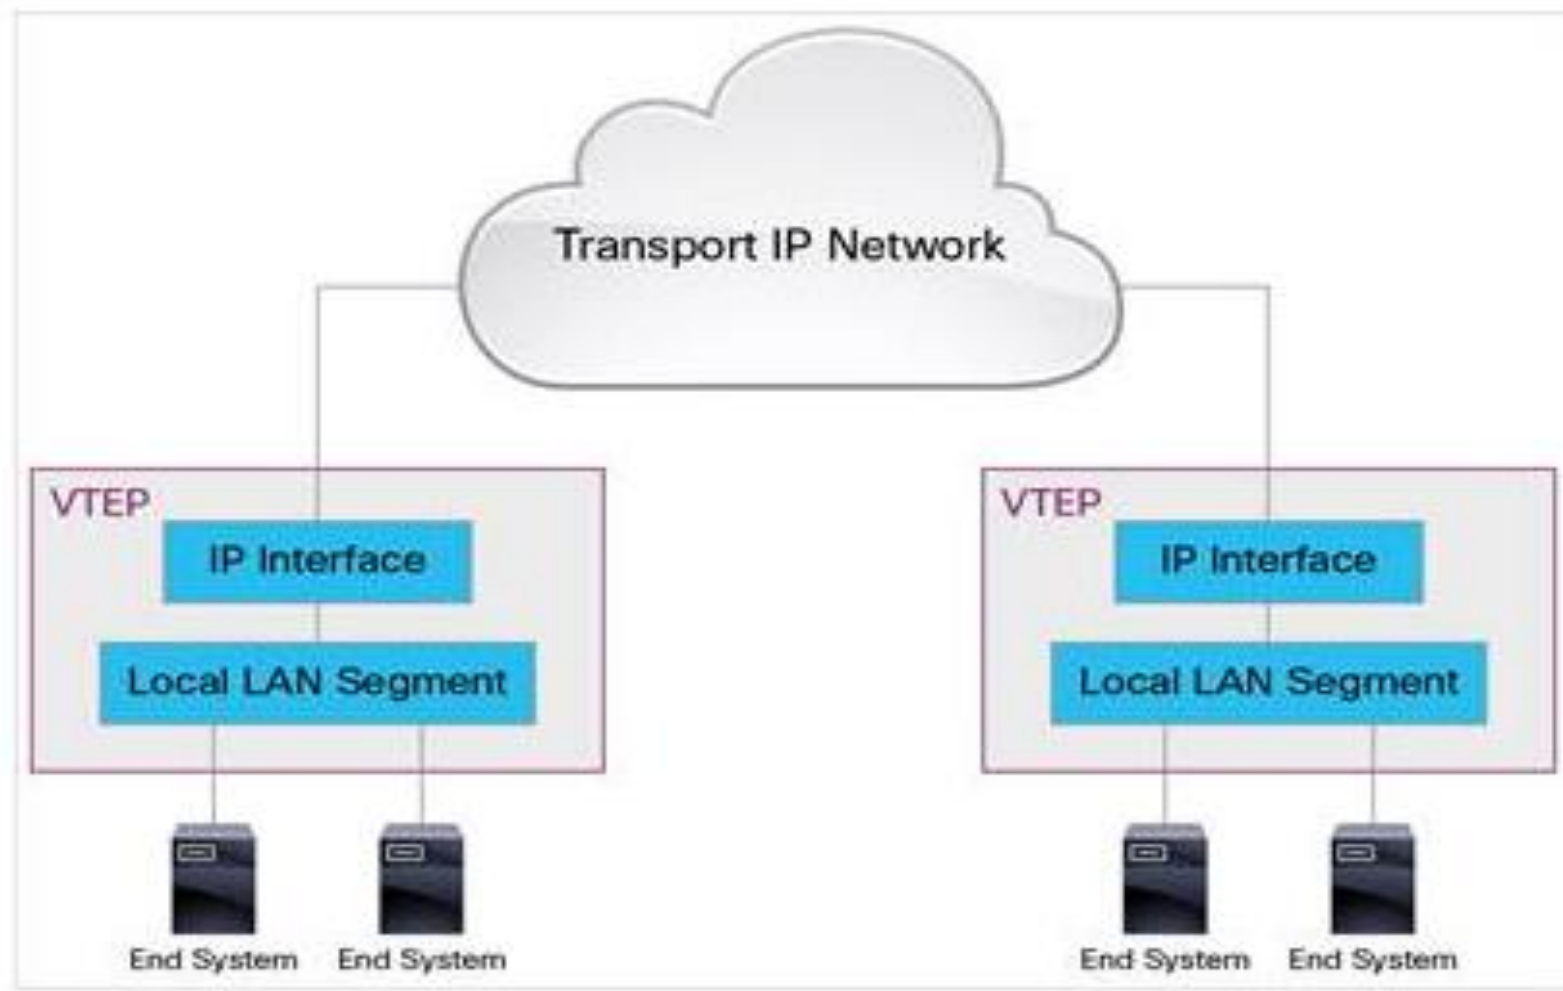 Transport IP Network
VTEP
IP Interface
Local LAN Segment
End System
End System
VTEP
IP Interface
Local LAN Segment
End System
End System